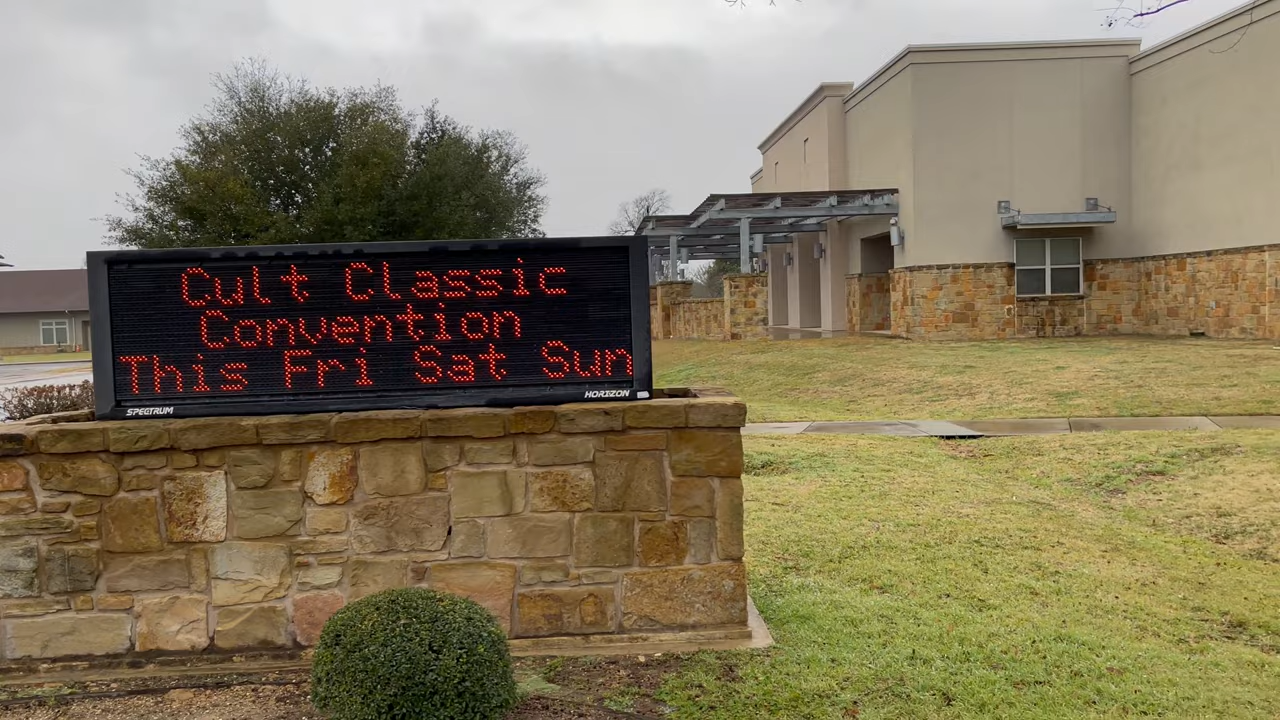 Cult Classic
Convention
This Fri Sat Sun
SPECTRUM HORIZON